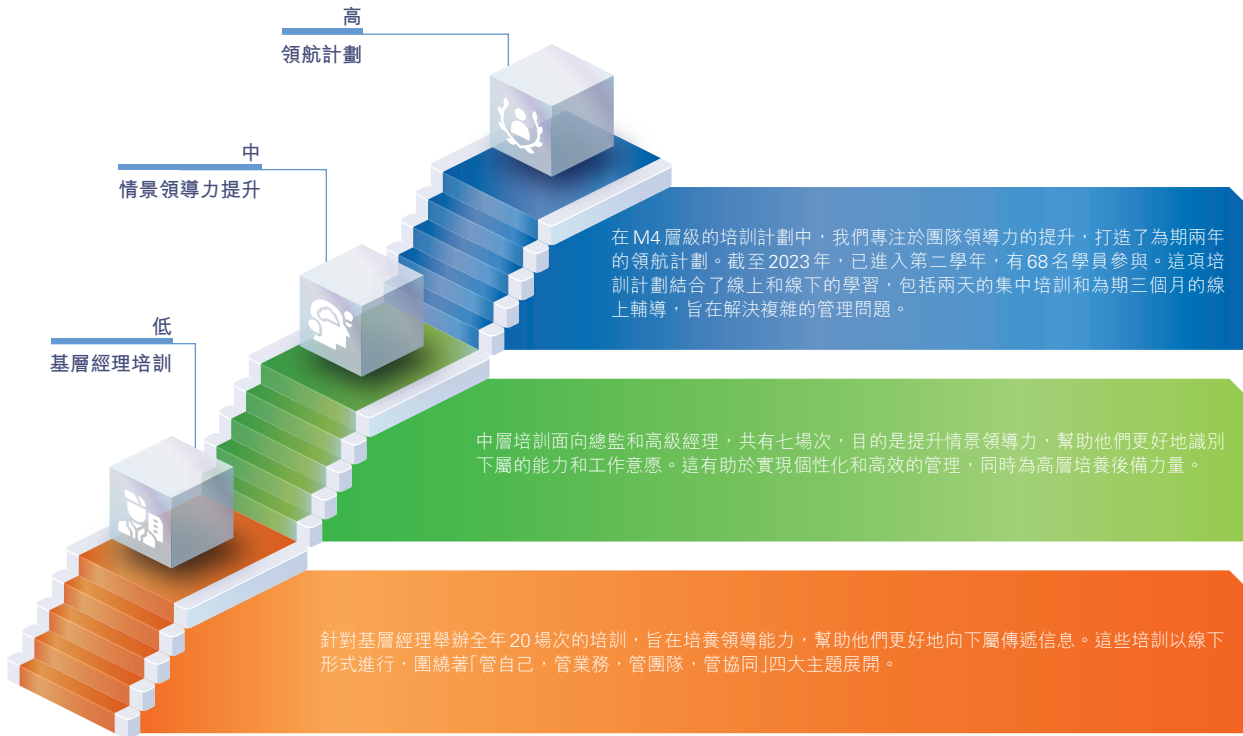 高
領航計劃
中
情景領導力提升
低
基層經理培訓
在M4層級的培訓計劃中，我們專注於團隊領導力的提升，打造了為期兩年
的領航計劃。截至2023年，已進入第二學年，有68名學員參與。這項培
訓計劃結合了線上和線下的學習，包括兩天的集中培訓和為期三個月的線
上輔導，旨在解決複雜的管理問題。
中層培訓面向總監和高級經理，共有七場次，目的是提升情景領導力，幫助他們更好地識別
下屬的能力和工作意愿。這有助於實現個性化和高效的管理，同時為高層培養後備力量。
針對基層經理舉辦全年20場次的培訓，旨在培養領導能力，幫助他們更好地向下屬傳遞信息。這些培訓以線下
形式進行，圍繞著「管自己，管業務，管團隊，管協同」四大主題展開。